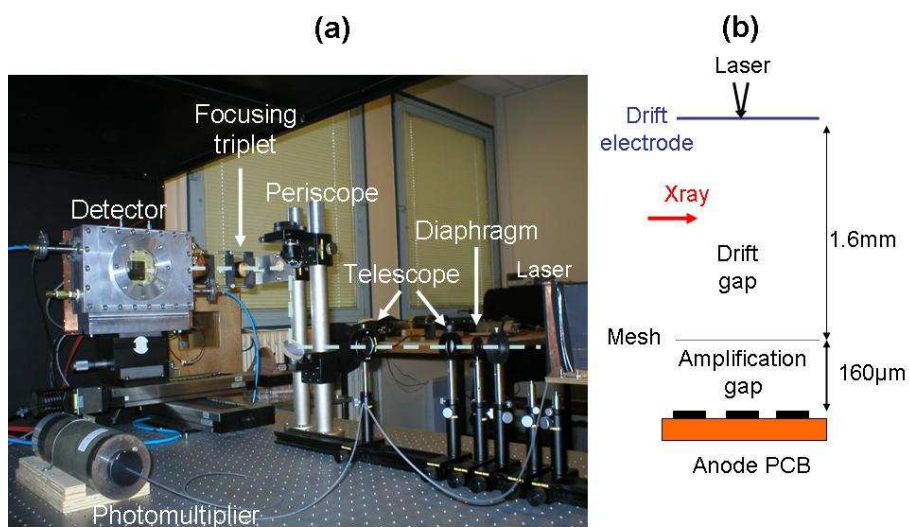 (a)
Focusing
triplet
Periscope
Detector
Diaphragm
Telescope
Laser
Photomultiplier
(b)
Laser
Drift
electrode
Xray
1.6mm
Drift
gap
Mesh
Amplification
gap
160µm
Anode PCB